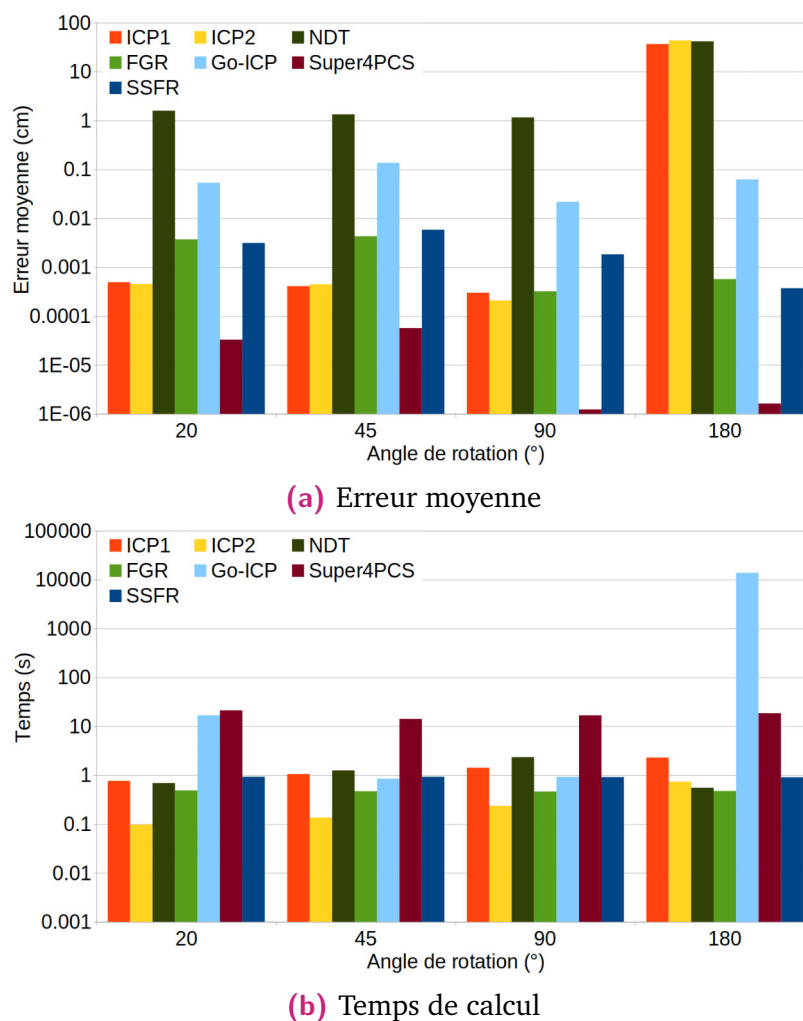 100
10
1
0.1
0.01
0.001
0.0001
1E-05
1E-06
Erreur moyenne (cm)
ICP1 ICP2 NDT
FGR Go-ICP Super4PCS
SSFR
20 45 90 180
Angle de rotation (°)
(a) Erreur moyenne
100000
10000
1000
100
10
1
0.1
0.01
0.001
Temps (s)
ICP1 ICP2 NDT
FGR Go-ICP Super4PCS
SSFR
20 45 90 180
Angle de rotation (°)
(b) Temps de calcul